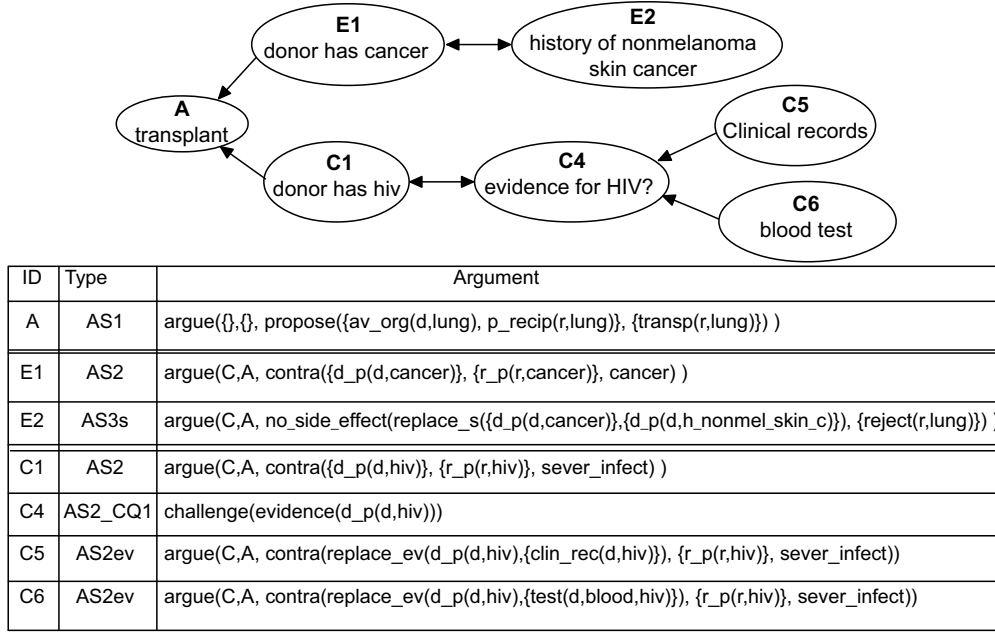 E1
donor has cancer
E2
history of nonmelanoma
skin cancer
A
transplant
C5
Clinical records
C1
donor has hiv
C4
evidence for HIV?
C6
blood test
ID Type Argument
A AS1 argue({},{}, propose({av_org(d,lung), p_recip(r,lung)}, {transp(r,lung)}) )
E1 AS2 argue(C,A, contra({d_p(d,cancer)}, {r_p(r,cancer)}, cancer) )
E2 AS3s argue(C,A, no_side_effect(replace_s({d_p(d,cancer)},{d_p(d,h_nonmel_skin_c)}), {reject(r,lung)}) )
C1 AS2 argue(C,A, contra({d_p(d,hiv)}, {r_p(r,hiv)}, sever_infect) )
C4 AS2_CQ1 challenge(evidence(d_p(d,hiv)))
C5 AS2ev argue(C,A, contra(replace_ev(d_p(d,hiv),{clin_rec(d,hiv)}), {r_p(r,hiv)}, sever_infect))
C6 AS2ev argue(C,A, contra(replace_ev(d_p(d,hiv),{test(d,blood,hiv)}), {r_p(r,hiv)}, sever_infect))